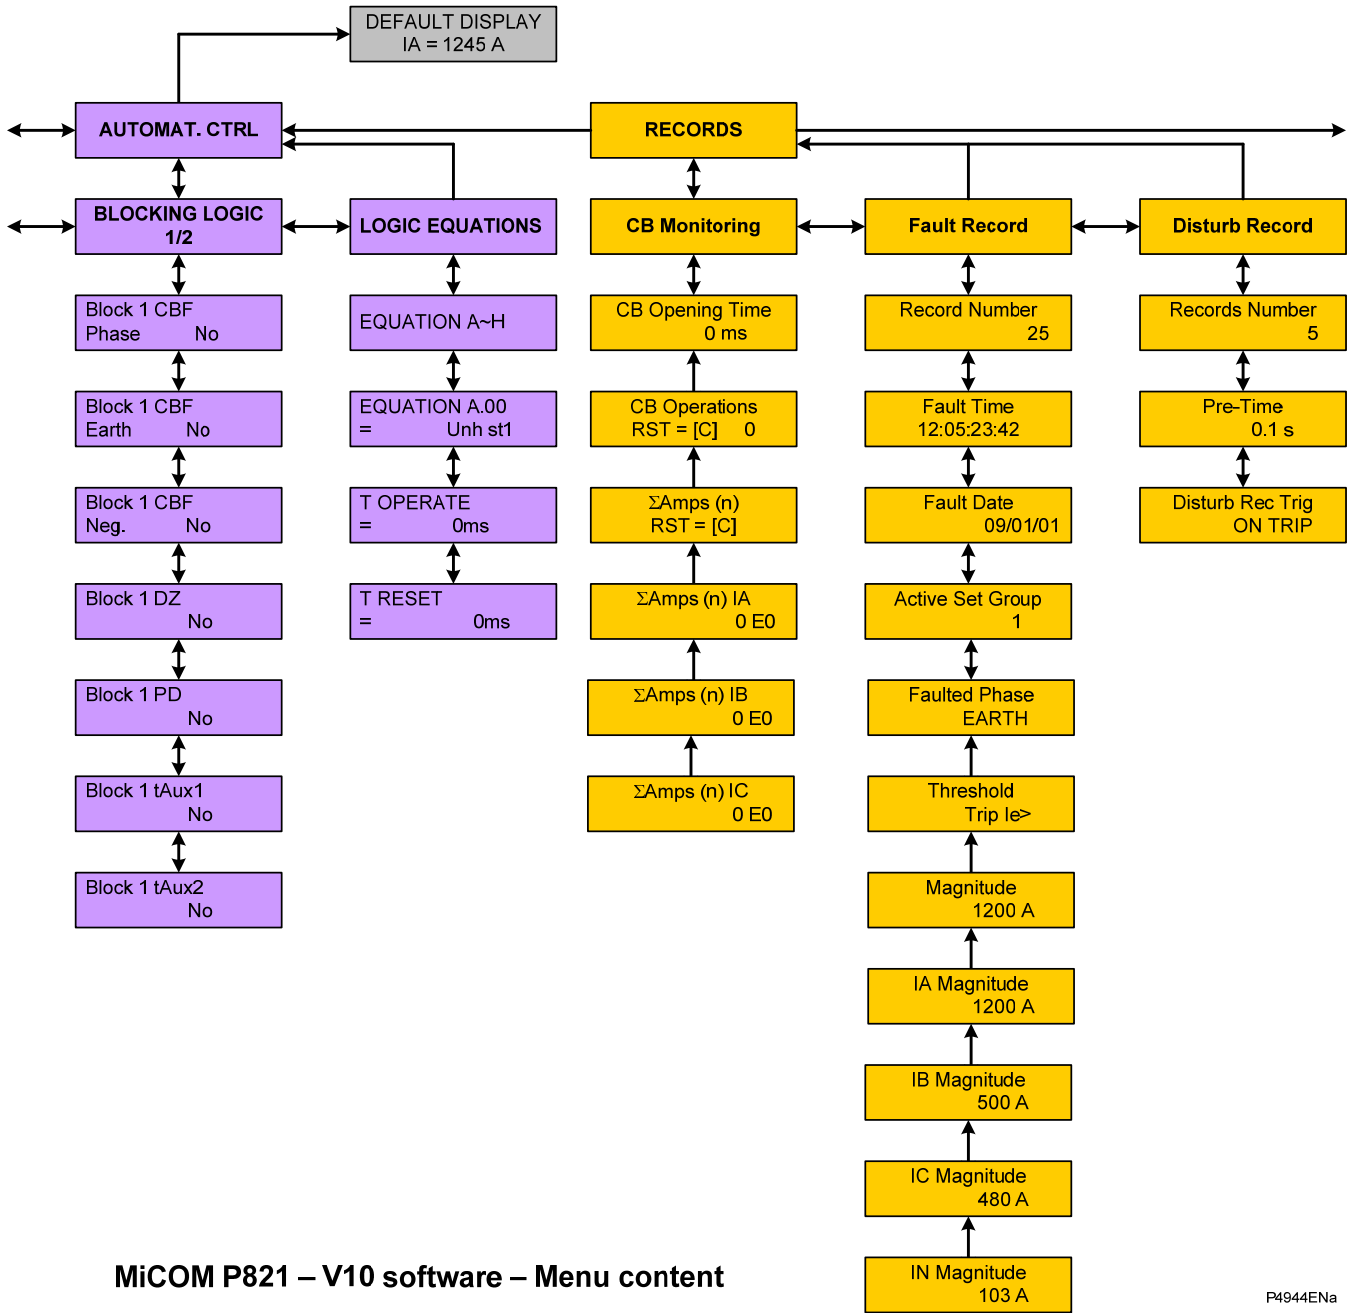 DEFAULT DISPLAY
IA = 1245 A
AUTOMAT. CTRL
RECORDS
BLOCKING LOGIC
1/2
LOGIC EQUATIONS
CB Monitoring
Fault Record
Disturb Record
Block 1 CBF
Phase No
Block 1 CBF
Earth No
Block 1 CBF
Neg. No
Block 1 DZ
No
Block 1 PD
No
Block 1 tAux1
No
Block 1 tAux2
No
EQUATION A~H
EQUATION A.00
= Unh st1
T OPERATE
= 0ms
T RESET
= 0ms
CB Opening Time
0 ms
CB Operations
RST = [C] 0
ΣAmps (n)
RST = [C]
ΣAmps (n) IA
0 E0
ΣAmps (n) IB
0 E0
ΣAmps (n) IC
0 E0
Record Number
25
Fault Time
12:05:23:42
Fault Date
09/01/01
Active Set Group
1
Faulted Phase
EARTH
Threshold
Trip Ie>
Magnitude
1200 A
IA Magnitude
1200 A
IB Magnitude
500 A
IC Magnitude
480 A
IN Magnitude
103 A
Records Number
5
Pre-Time
0.1 s
Disturb Rec Trig
ON TRIP
MiCOM P821 – V10 software – Menu content
P4944ENa